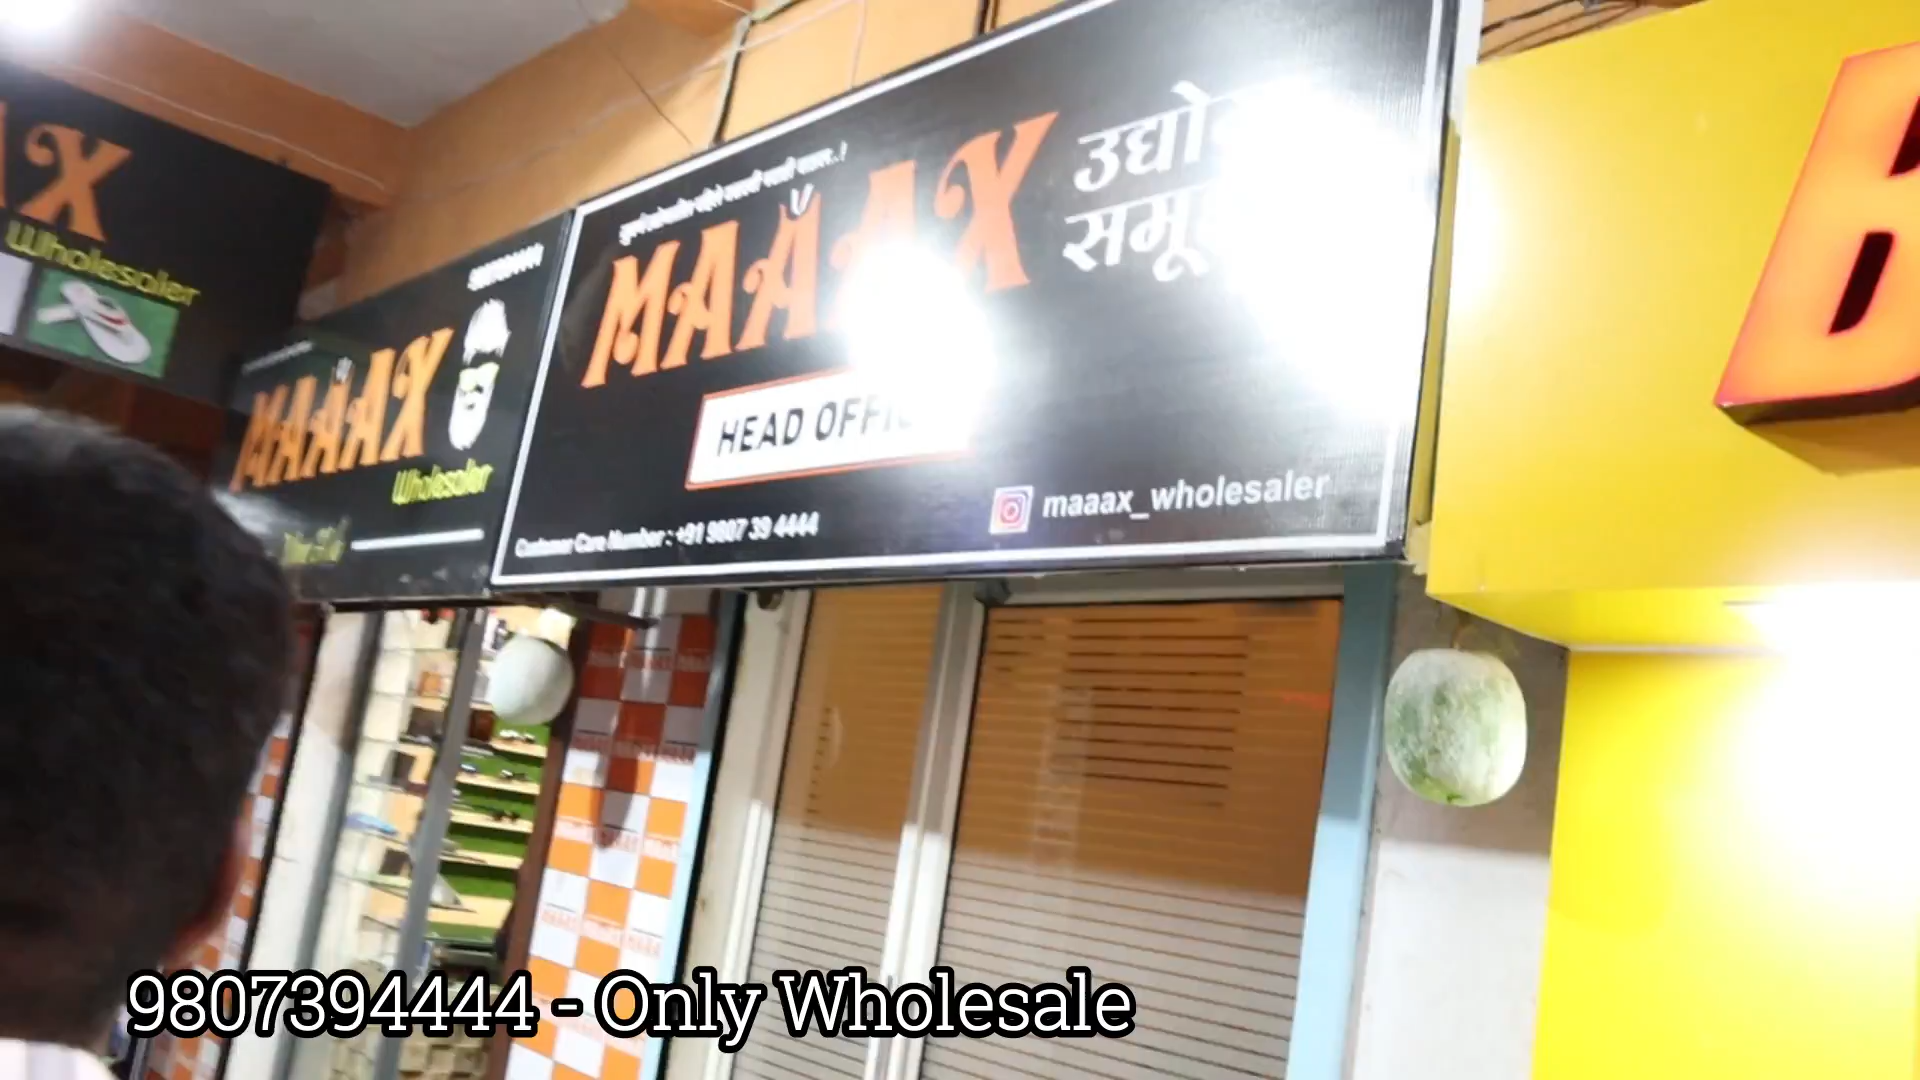 AX
Wholesaler
MAAAX
Wholesaler
MAAAX
उद्यो
समू
HEAD OFFI
Customer Care Number : +91 9807 39 4444
maaax_wholesaler
B
9807394444 - Only Wholesale